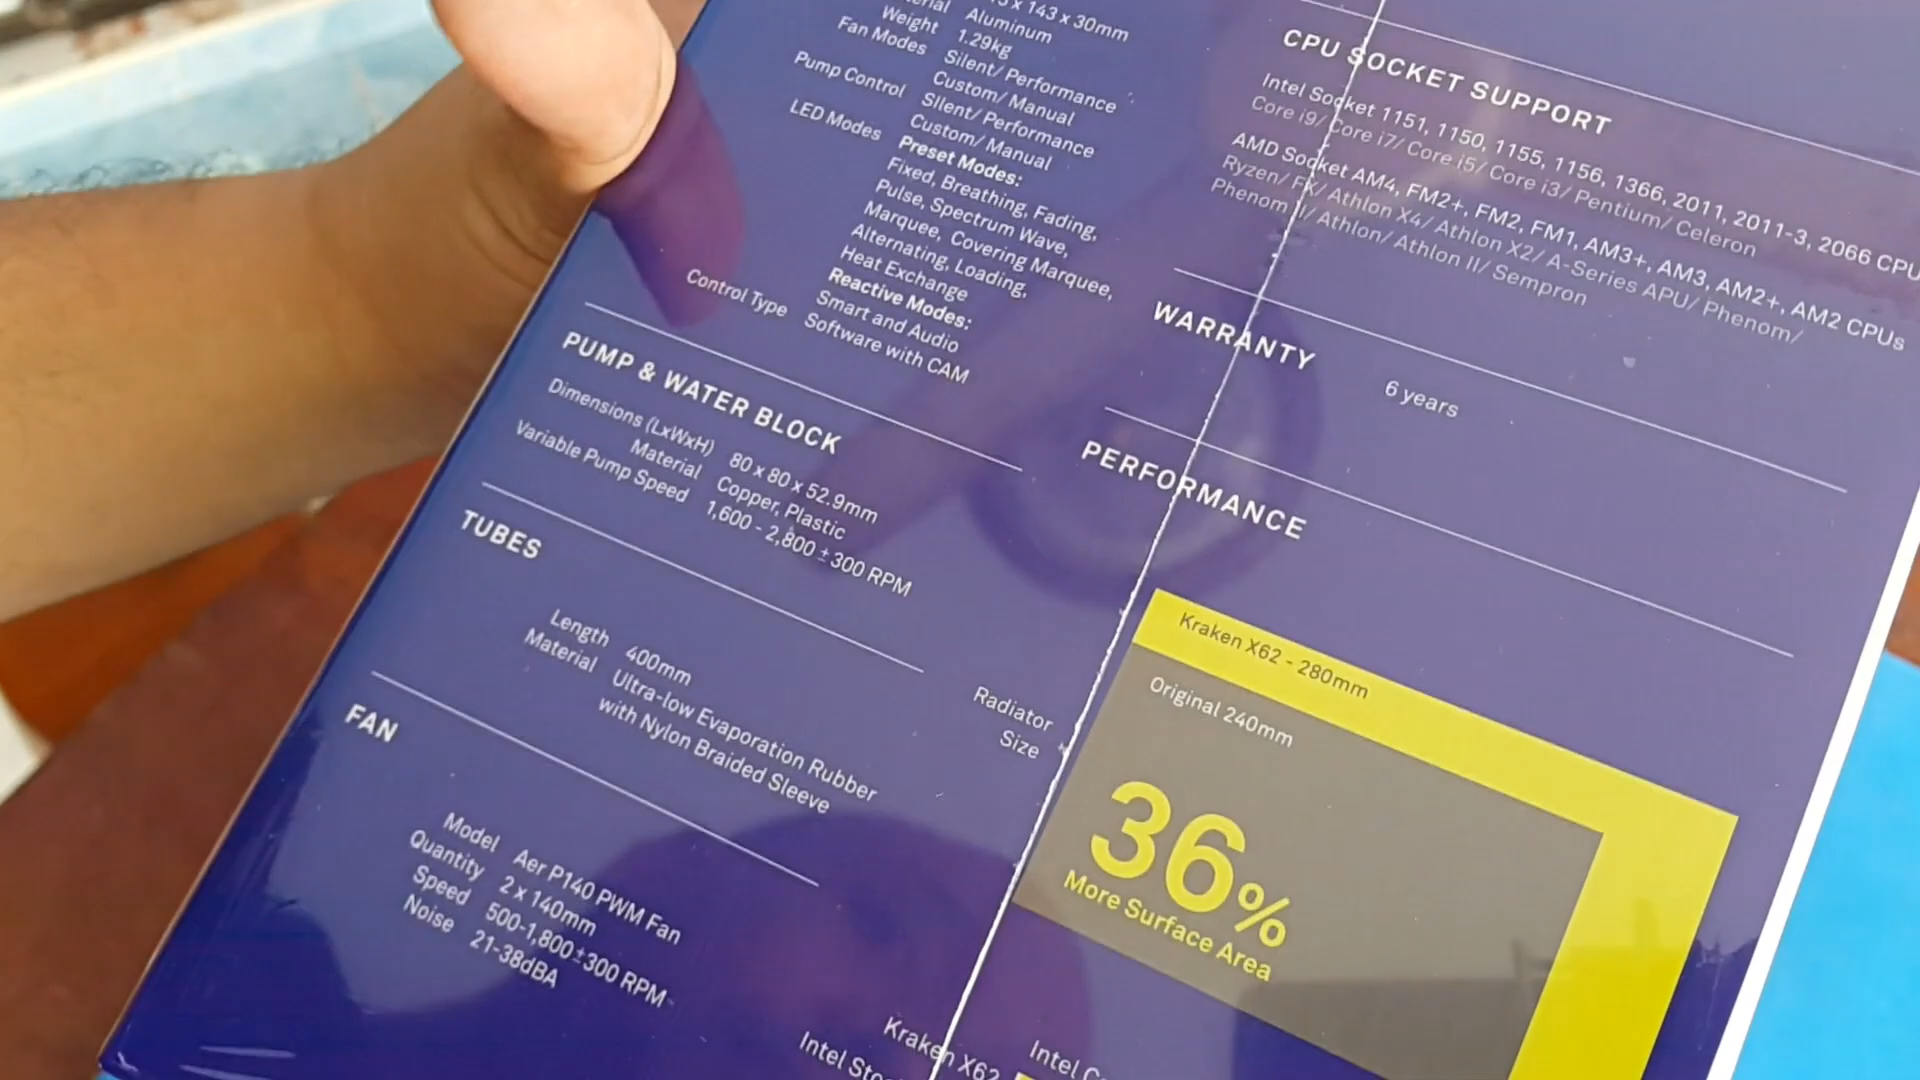 x 143 x 30mm
Aluminum
Weight 1.29kg
Fan Modes Silent/ Performance
Custom/ Manual
Pump Control Silent/ Performance
Custom/ Manual
LED Modes Preset Modes:
Fixed, Breathing, Fading,
Pulse, Spectrum Wave,
Marquee, Covering Marquee,
Alternating, Loading,
Heat Exchange
Reactive Modes:
Smart and Audio
Control Type Software with CAM
PUMP & WATER BLOCK
Dimensions (LxWxH) 80 x 80 x 52.9mm
Material Copper, Plastic
Variable Pump Speed 1,600 - 2,800 ± 300 RPM
TUBES
Length 400mm
Material Ultra-low Evaporation Rubber
with Nylon Braided Sleeve
FAN
Model Aer P140 PWM Fan
Quantity 2 x 140mm
Speed 500-1,800±300 RPM
Noise 21-38dBA
CPU SOCKET SUPPORT
Intel Socket 1151, 1150, 1155, 1156, 1366, 2011, 2011-3, 2066 CPU
Core i9/ Core i7/ Core i5/ Core i3/ Pentium/ Celeron
AMD Socket AM4, FM2+, FM2, FM1, AM3+, AM3, AM2+, AM2 CPUs
Ryzen/ FX/ Athlon X4/ Athlon X2/ A-Series APU/ Phenom/
Phenom II/ Athlon/ Athlon II/ Sempron
WARRANTY
6 years
PERFORMANCE
Radiator
Size
Kraken X62 - 280mm
Original 240mm
36%
More Surface Area
Kraken X62
Intel
Intel